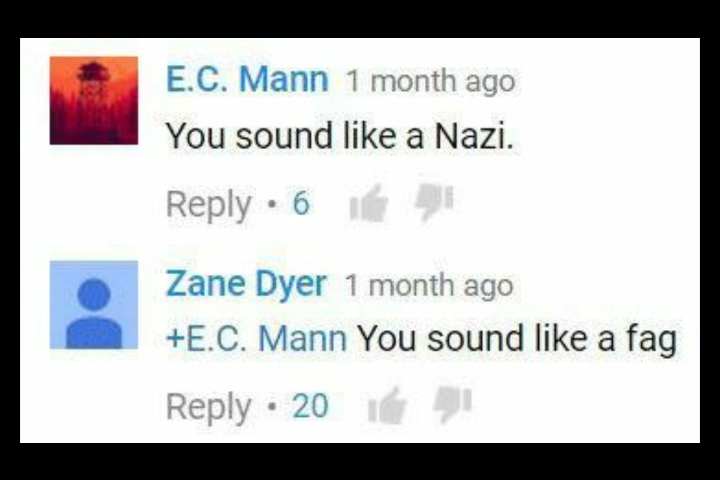 E.C. Mann 1 month ago
You sound like a Nazi.
Reply • 6
Zane Dyer 1 month ago
+E.C. Mann You sound like a fag
Reply • 20